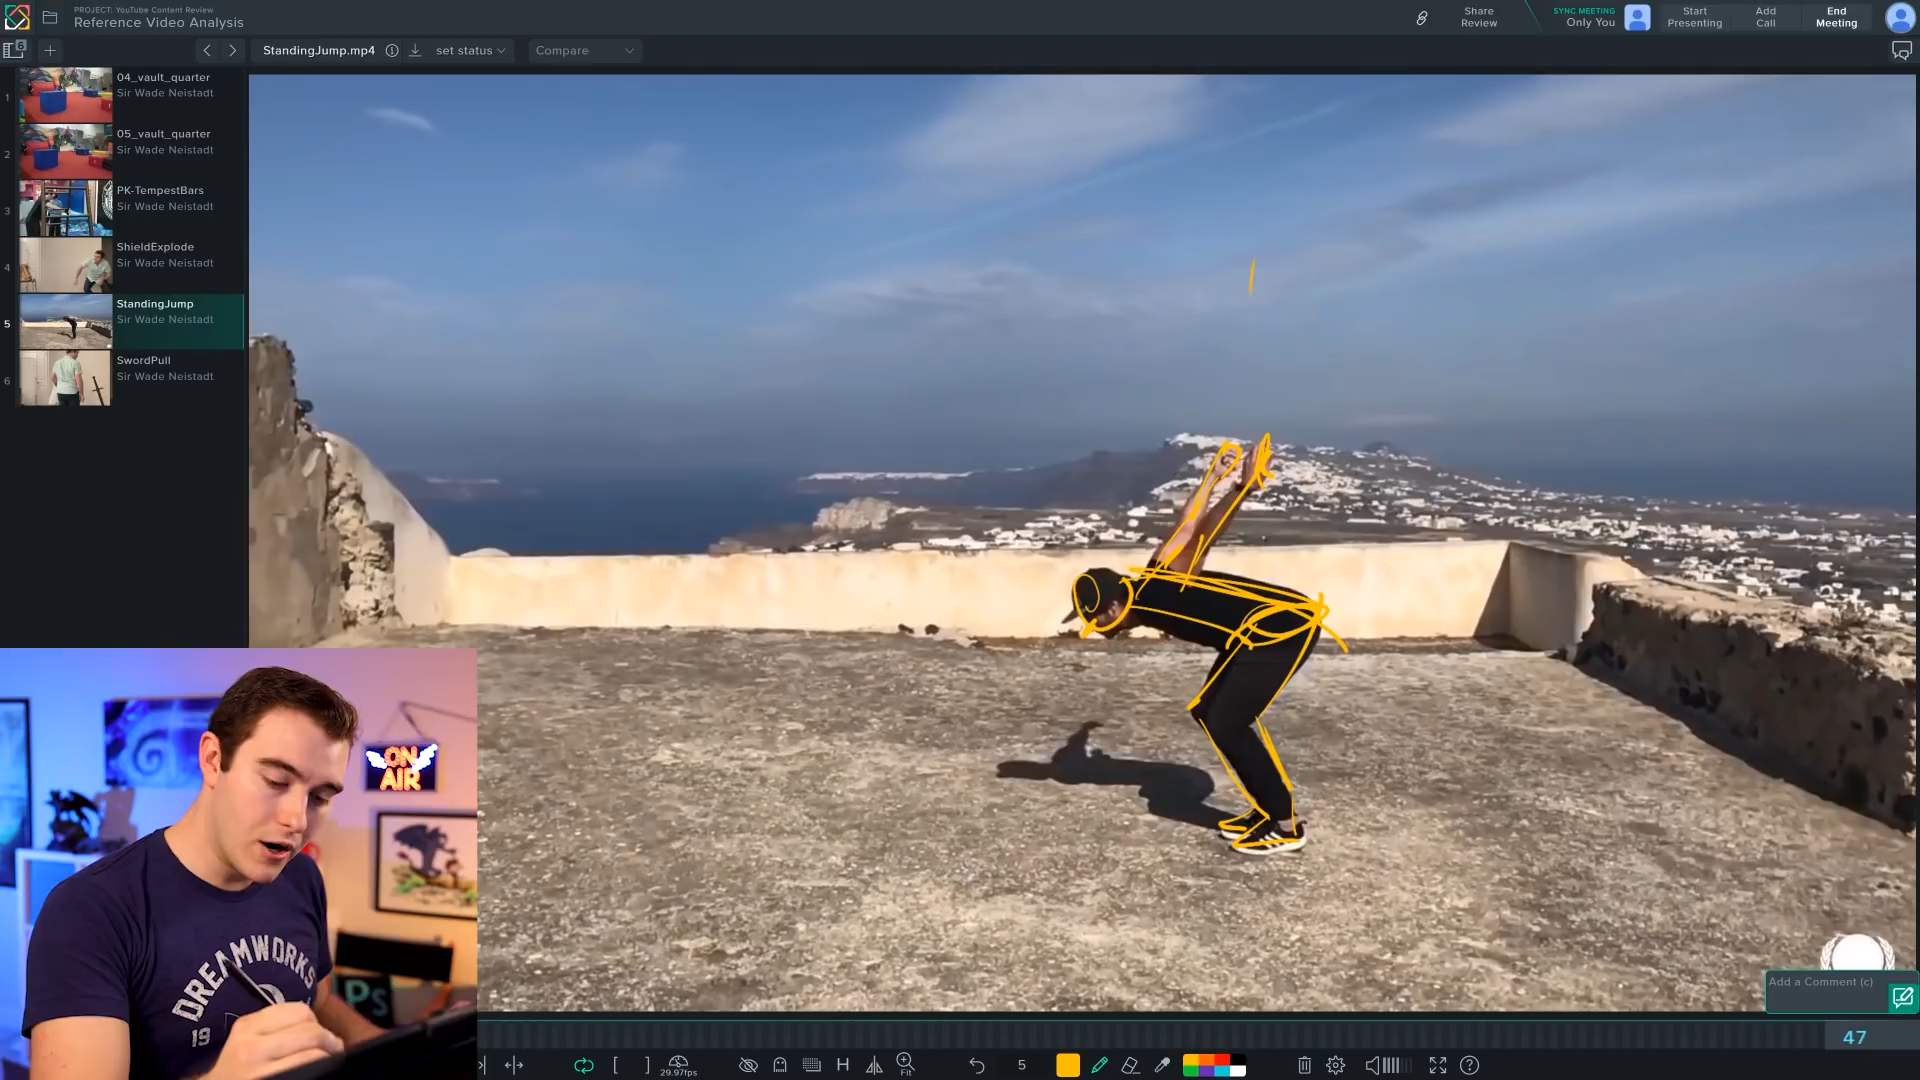 PROJECT: YouTube Content Review
Reference Video Analysis
Share Review
SYNC MEETING
Only You
Start Presenting
Add Call
End Meeting
6
StandingJump.mp4
set status
Compare
1
04_vault_quarter
Sir Wade Neistadt
2
05_vault_quarter
Sir Wade Neistadt
3
PK-TempestBars
Sir Wade Neistadt
4
ShieldExplode
Sir Wade Neistadt
5
StandingJump
Sir Wade Neistadt
6
SwordPull
Sir Wade Neistadt
ON AIR
DREAMWORKS
19
PS
Add a Comment (c)
47
29.97fps
H
Fit
5